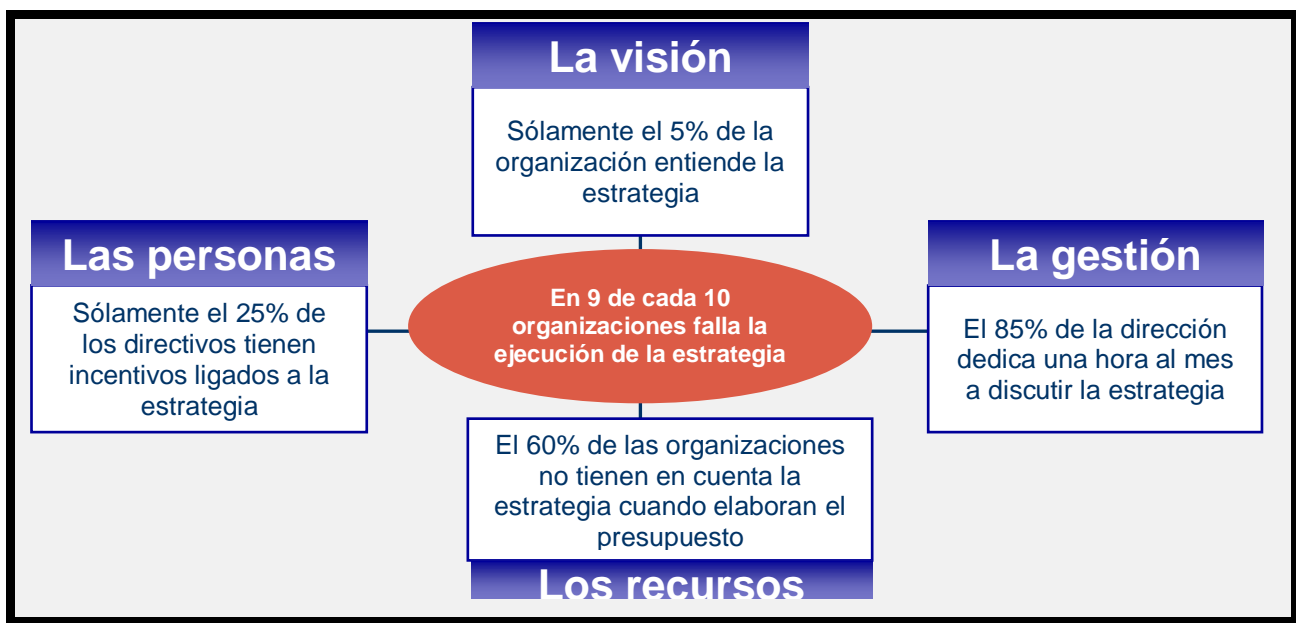 La visión
Sólamente el 5% de la
organización entiende la
estrategia
Las personas
Sólamente el 25% de
los directivos tienen
incentivos ligados a la
estrategia
En 9 de cada 10
organizaciones falla la
ejecución de la estrategia
La gestión
El 85% de la dirección
dedica una hora al mes
a discutir la estrategia
El 60% de las organizaciones
no tienen en cuenta la
estrategia cuando elaboran el
presupuesto
Los recursos